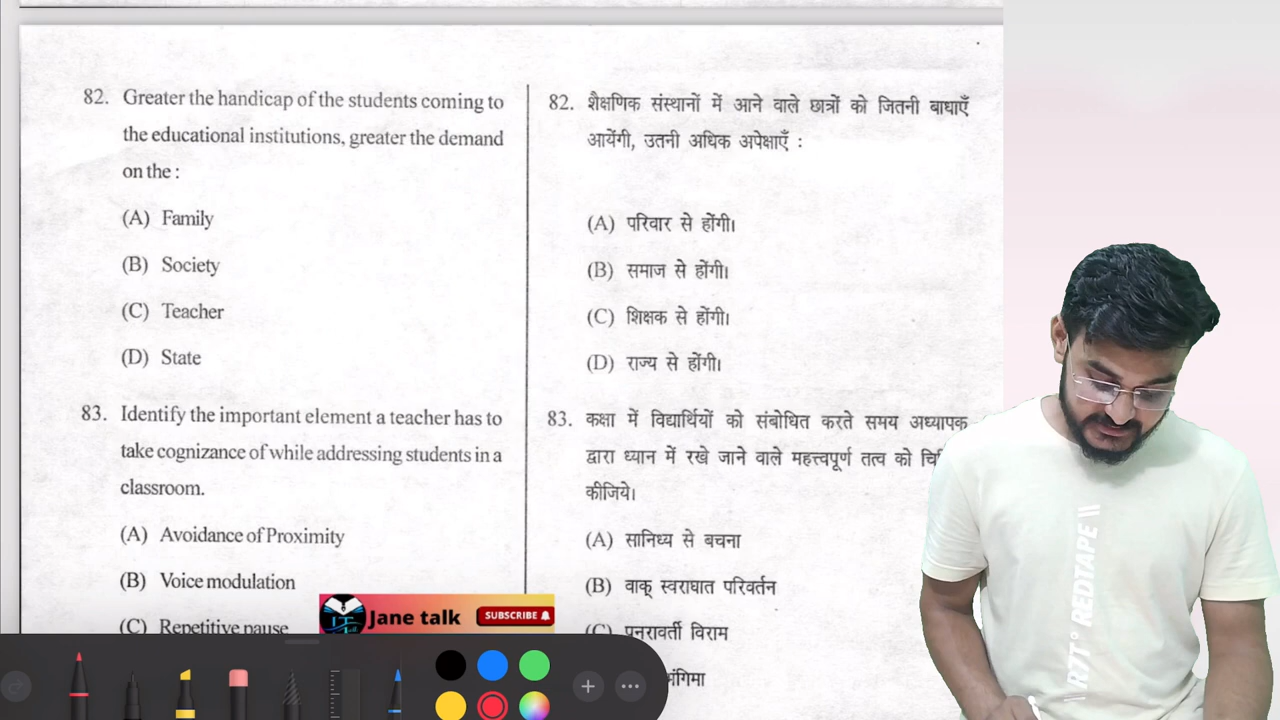 82. Greater the handicap of the students coming to
the educational institutions, greater the demand
on the :
(A) Family
(B) Society
(C) Teacher
(D) State
83. Identify the important element a teacher has to
take cognizance of while addressing students in a
classroom.
(A) Avoidance of Proximity
(B) Voice modulation
(C) Repetitive pause
82. शैक्षणिक संस्थानों में आने वाले छात्रों को जितनी बाधाएँ
आयेंगी, उतनी अधिक अपेक्षाएँ :
(A) परिवार से होंगी।
(B) समाज से होंगी।
(C) शिक्षक से होंगी।
(D) राज्य से होंगी।
83. कक्षा में विद्यार्थियों को संबोधित करते समय अध्यापक
द्वारा ध्यान में रखे जाने वाले महत्त्वपूर्ण तत्व को
कीजिये।
(A) सानिध्य से बचना
(B) वाक् स्वराघात परिवर्तन
(C) पुनरावर्ती विराम
Jane talk
SUBSCRIBE
REDTAPE